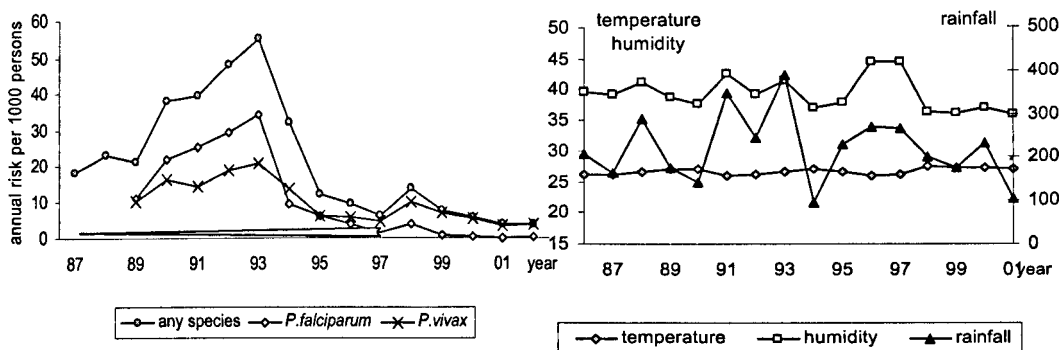 annual risk per 1000 persons
60
50
40
30
20
10
0
87 89 91 93 95 97 99 01 year
any species P.falciparum P.vivax
temperature
humidity
rainfall
50
45
40
35
30
25
20
15
500
400
300
200
100
0
87 89 91 93 95 97 99 01 year
temperature humidity rainfall